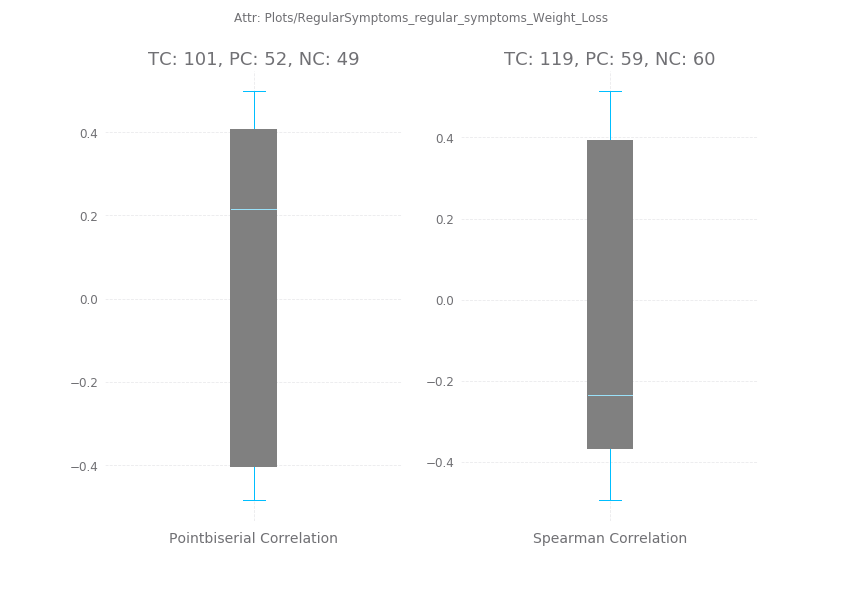 Attr: Plots/RegularSymptoms_regular_symptoms_Weight_Loss
TC: 101, PC: 52, NC: 49
0.4
0.2
0.0
−0.2
−0.4
Pointbiserial Correlation
TC: 119, PC: 59, NC: 60
0.4
0.2
0.0
−0.2
−0.4
Spearman Correlation